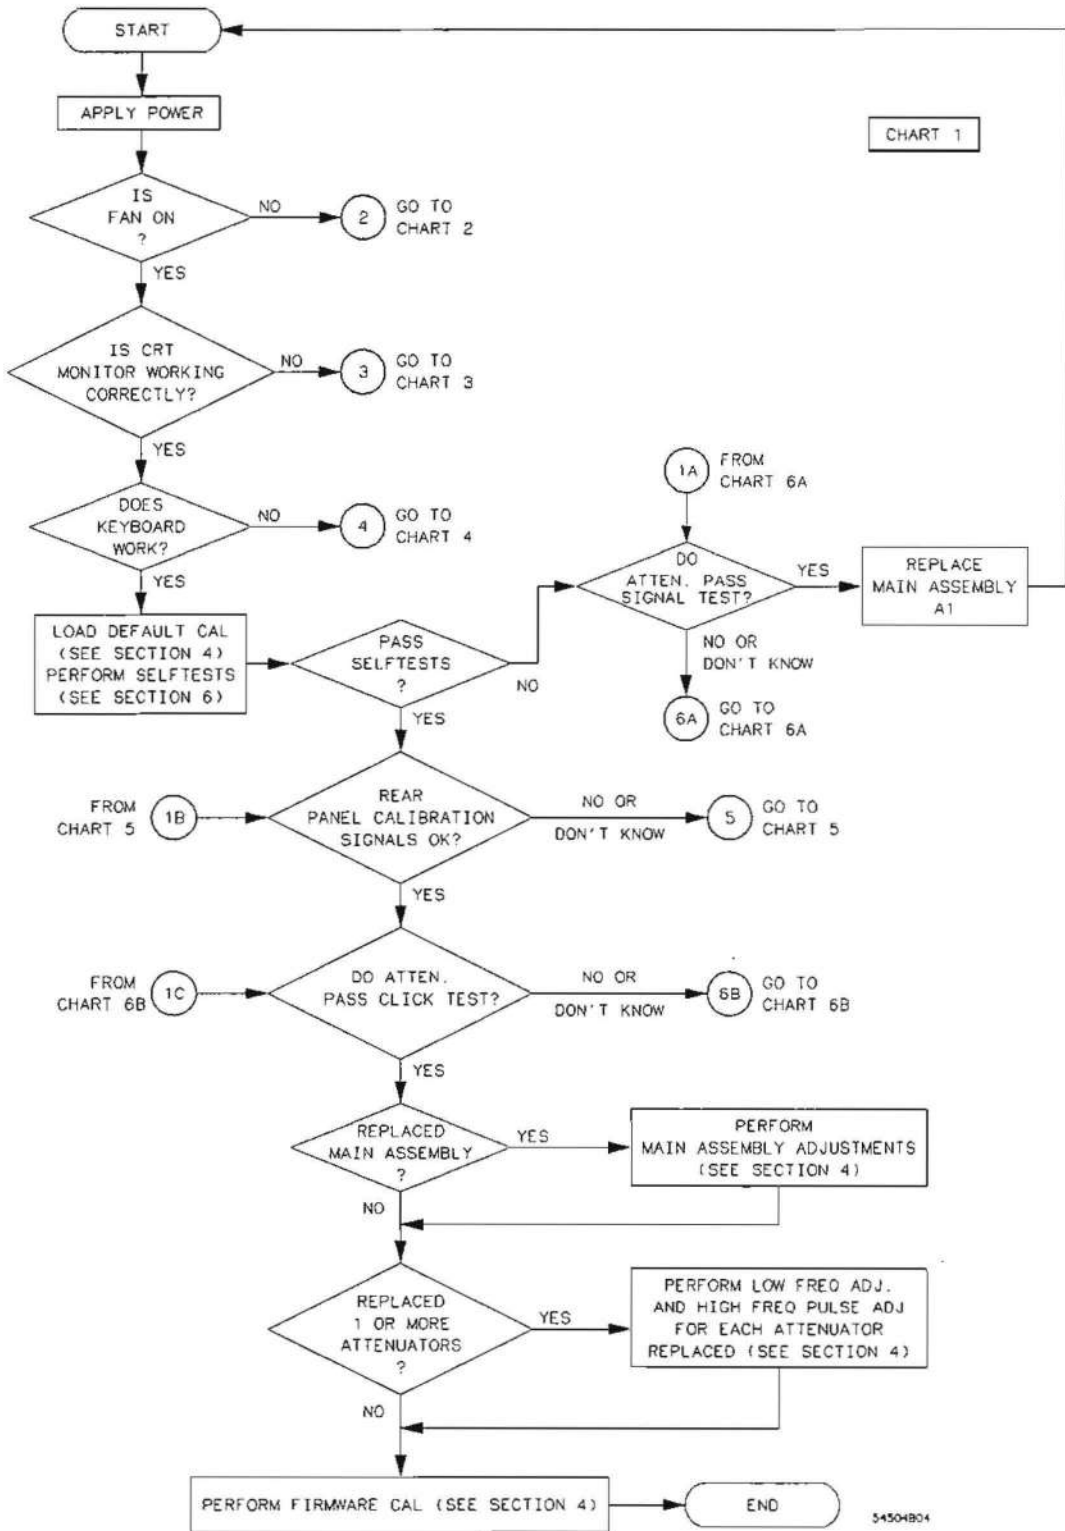 START
APPLY POWER
CHART 1
IS
FAN ON
?
NO
2
GO TO
CHART 2
YES
IS CRT
MONITOR WORKING
CORRECTLY?
NO
3
GO TO
CHART 3
YES
DOES
KEYBOARD
WORK?
NO
4
GO TO
CHART 4
YES
1A
FROM
CHART 6A
DO
ATTEN. PASS
SIGNAL TEST?
YES
REPLACE
MAIN ASSEMBLY
A1
NO OR
DON'T KNOW
6A
GO TO
CHART 6A
LOAD DEFAULT CAL
(SEE SECTION 4)
PERFORM SELFTESTS
(SEE SECTION 6)
PASS
SELFTESTS
?
NO
YES
FROM
CHART 5
1B
REAR
PANEL CALIBRATION
SIGNALS OK?
NO OR
DON'T KNOW
5
GO TO
CHART 5
YES
FROM
CHART 6B
1C
DO ATTEN.
PASS CLICK TEST?
NO OR
DON'T KNOW
6B
GO TO
CHART 6B
YES
REPLACED
MAIN ASSEMBLY
?
YES
PERFORM
MAIN ASSEMBLY ADJUSTMENTS
(SEE SECTION 4)
NO
REPLACED
1 OR MORE
ATTENUATORS
?
YES
PERFORM LOW FREQ ADJ.
AND HIGH FREQ PULSE ADJ
FOR EACH ATTENUATOR
REPLACED (SEE SECTION 4)
NO
PERFORM FIRMWARE CAL (SEE SECTION 4)
END
54504B04